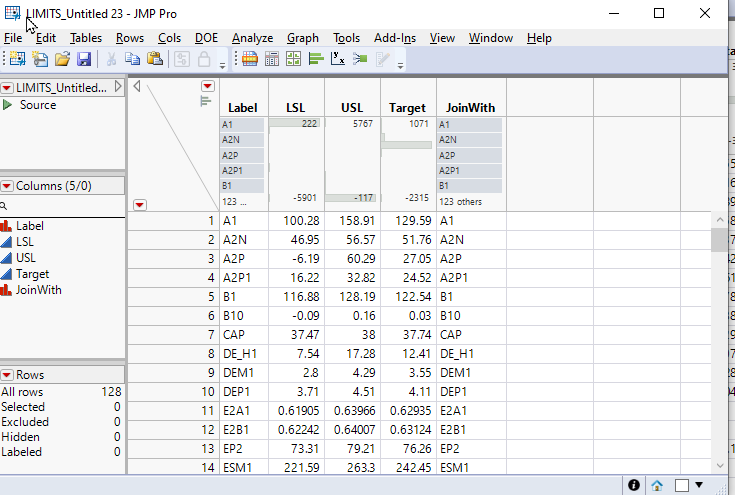 LIMITS_Untitled 23 - JMP Pro
File Edit Tables Rows Cols DOE Analyze Graph Tools Add-Ins View Window Help
LIMITS_Untitled...
Source
Columns (5/0)
Label
LSL
USL
Target
JoinWith
Rows
All rows 128
Selected 0
Excluded 0
Hidden 0
Labeled 0
Label LSL USL Target JoinWith
A1 222 5767 1071 A1
A2N A2N
A2P A2P
A2P1 A2P1
B1 B1
123 ... -5901 -117 -2315 123 others
1 A1 100.28 158.91 129.59 A1
2 A2N 46.95 56.57 51.76 A2N
3 A2P -6.19 60.29 27.05 A2P
4 A2P1 16.22 32.82 24.52 A2P1
5 B1 116.88 128.19 122.54 B1
6 B10 -0.09 0.16 0.03 B10
7 CAP 37.47 38 37.74 CAP
8 DE_H1 7.54 17.28 12.41 DE_H1
9 DEM1 2.8 4.29 3.55 DEM1
10 DEP1 3.71 4.51 4.11 DEP1
11 E2A1 0.61905 0.63966 0.62935 E2A1
12 E2B1 0.62242 0.64007 0.63124 E2B1
13 EP2 73.31 79.21 76.26 EP2
14 ESM1 221.59 263.3 242.45 ESM1